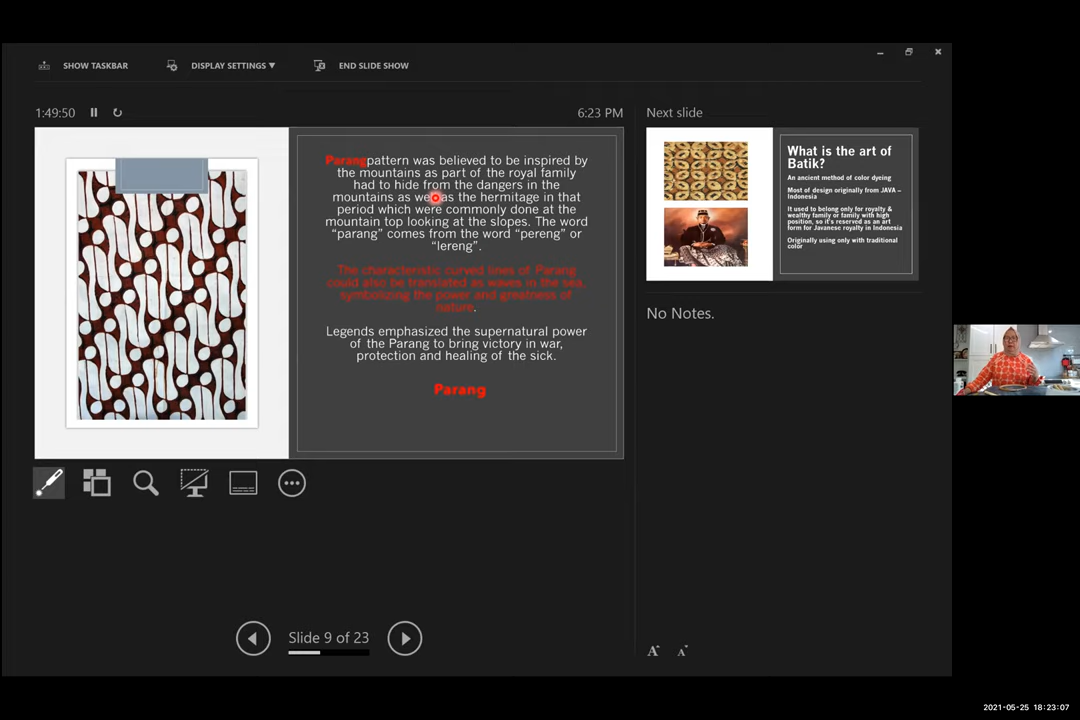 SHOW TASKBAR
DISPLAY SETTINGS ▼
END SLIDE SHOW
1:49:50
6:23 PM
Parang pattern was believed to be inspired by
the mountains as part of the royal family
had to hide from the dangers in the
mountains as we as the hermitage in that
period which were commonly done at the
mountain top looking at the slopes. The word
“parang” comes from the word “pereng” or
“lereng”.
The characteristic curved lines of Parang
could also be translated as waves in the sea,
symbolizing the power and greatness of
nature.
Legends emphasized the supernatural power
of the Parang to bring victory in war,
protection and healing of the sick.
Parang
Next slide
What is the art of
Batik?
An ancient method of color dyeing
Most of design originally from JAVA –
Indonesia
It used to belong only for royalty &
wealthy family or family with high
position, so it's reserved as an art
form for Javanese royalty in Indonesia
Originally using only with traditional
color
No Notes.
Slide 9 of 23
A A
2021-05-25 18:23:07